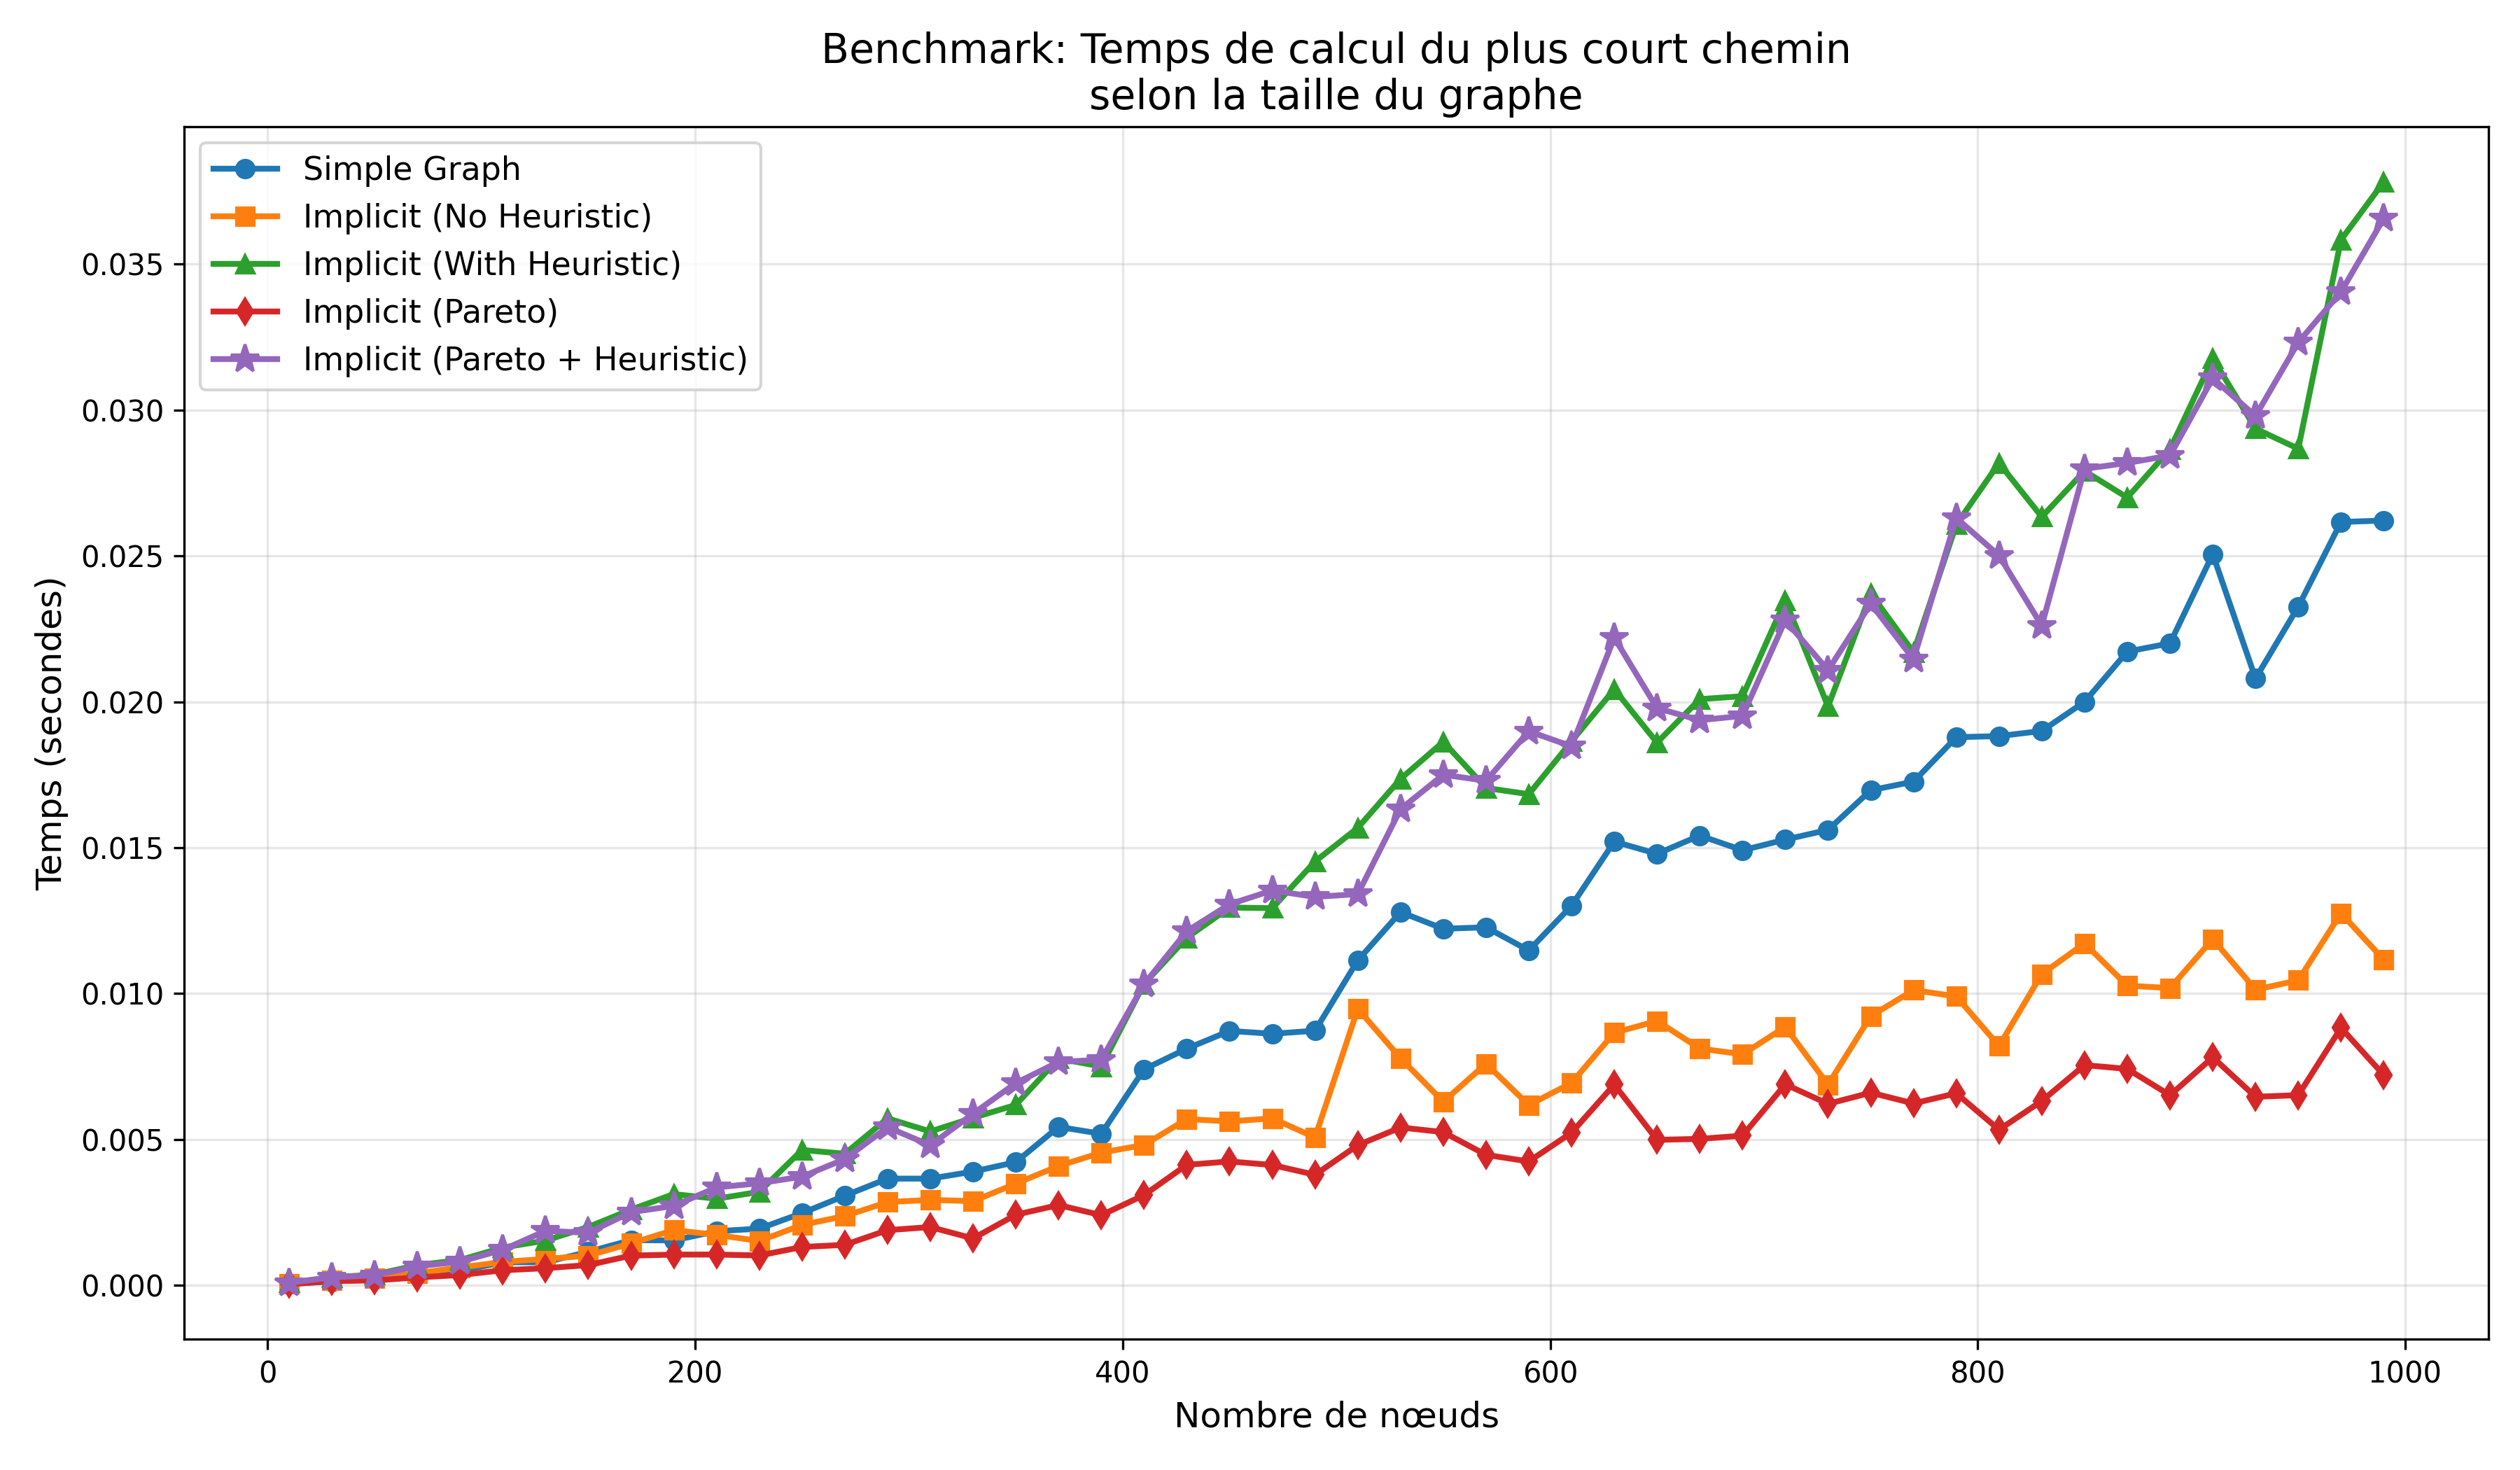 Benchmark: Temps de calcul du plus court chemin
selon la taille du graphe
Simple Graph
Implicit (No Heuristic)
Implicit (With Heuristic)
Implicit (Pareto)
Implicit (Pareto + Heuristic)
Temps (secondes)
0.035
0.030
0.025
0.020
0.015
0.010
0.005
0.000
0
200
400
600
800
1000
Nombre de nœuds